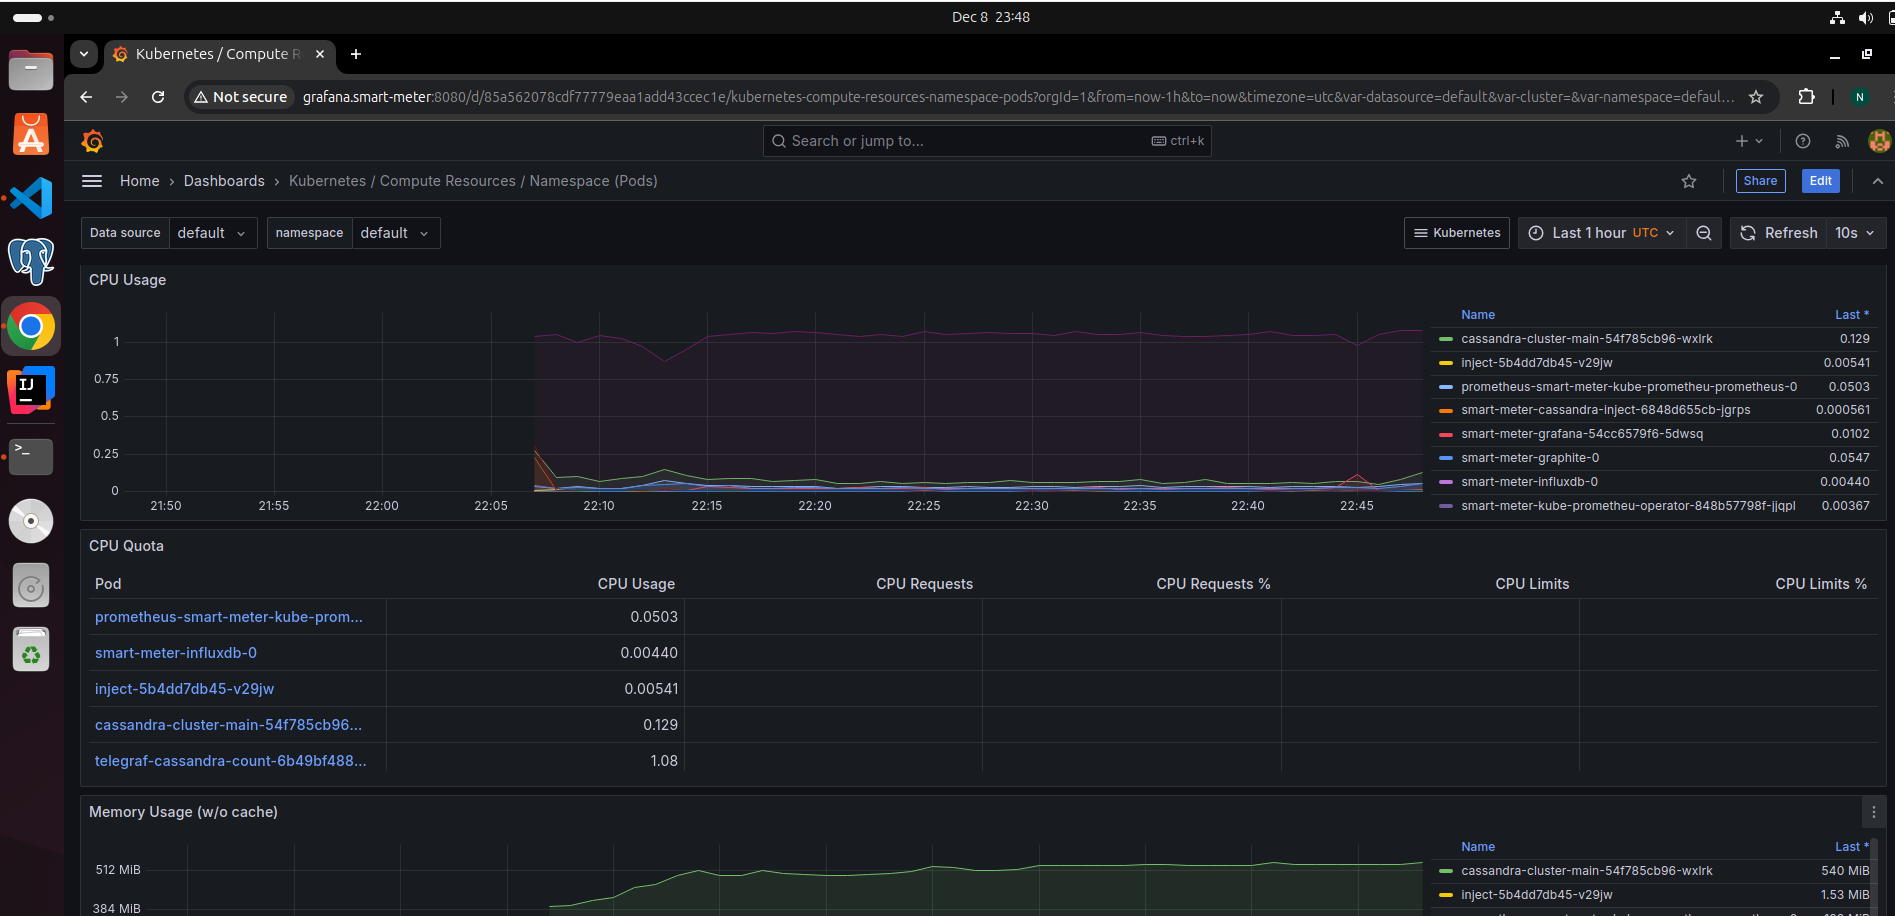 Dec 8 23:48
Kubernetes / Compute R
Not secure
grafana.smart-meter:8080/d/85a562078cdf77779eaa1add43ccec1e/kubernetes-compute-resources-namespace-pods?orgId=1&from=now-1h&to=now&timezone=utc&var-datasource=default&var-cluster=&var-namespace=defaul...
N
Search or jump to...
ctrl+k
Home › Dashboards › Kubernetes / Compute Resources / Namespace (Pods)
Share
Edit
Data source
default
namespace
default
Kubernetes
Last 1 hour UTC
Refresh
10s
CPU Usage
1
0.75
0.5
0.25
0
21:50 21:55 22:00 22:05 22:10 22:15 22:20 22:25 22:30 22:35 22:40 22:45
Name Last *
cassandra-cluster-main-54f785cb96-wxlrk 0.129
inject-5b4dd7db45-v29jw 0.00541
prometheus-smart-meter-kube-prometheu-prometheus-0 0.0503
smart-meter-cassandra-inject-6848d655cb-jgrps 0.000561
smart-meter-grafana-54cc6579f6-5dwsq 0.0102
smart-meter-graphite-0 0.0547
smart-meter-influxdb-0 0.00440
smart-meter-kube-prometheu-operator-848b57798f-jjqpl 0.00367
CPU Quota
Pod CPU Usage CPU Requests CPU Requests % CPU Limits CPU Limits %
prometheus-smart-meter-kube-prom... 0.0503
smart-meter-influxdb-0 0.00440
inject-5b4dd7db45-v29jw 0.00541
cassandra-cluster-main-54f785cb96... 0.129
telegraf-cassandra-count-6b49bf488... 1.08
Memory Usage (w/o cache)
512 MiB
384 MiB
Name Last *
cassandra-cluster-main-54f785cb96-wxlrk 540 MiB
inject-5b4dd7db45-v29jw 1.53 MiB